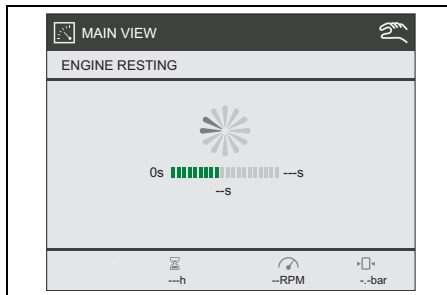 MAIN VIEW
ENGINE RESTING
0s ---s
--s
---h --RPM -.-bar